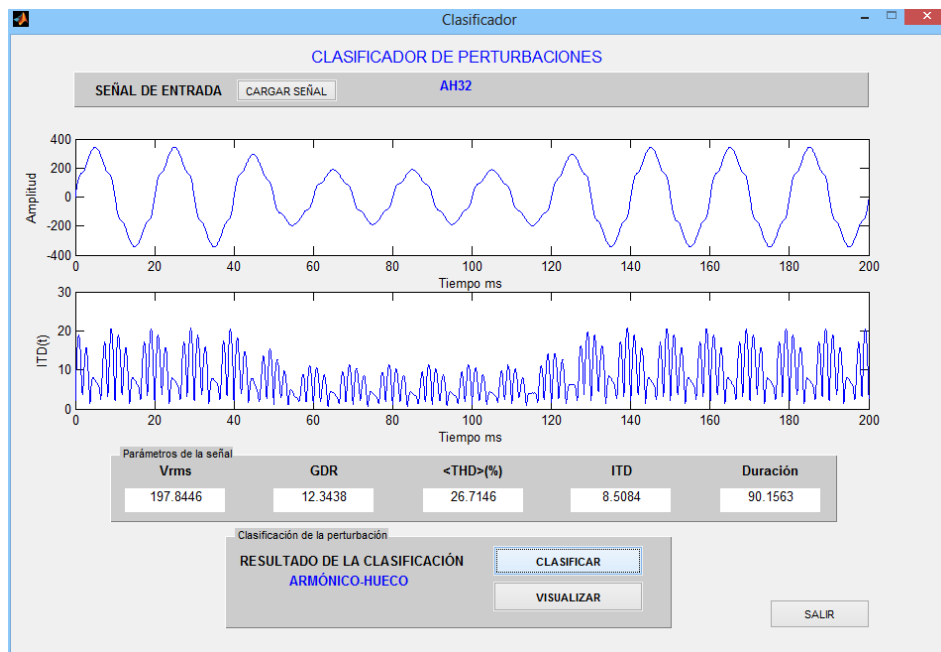 Clasificador
CLASIFICADOR DE PERTURBACIONES
SEÑAL DE ENTRADA CARGAR SEÑAL AH32
Amplitud
400
200
0
-200
-400
0 20 40 60 80 100 120 140 160 180 200
Tiempo ms
ITD(t)
30
20
10
0
0 20 40 60 80 100 120 140 160 180 200
Tiempo ms
Parámetros de la señal
Vrms GDR <THD>(%) ITD Duración
197.8446 12.3438 26.7146 8.5084 90.1563
Clasificación de la perturbación
RESULTADO DE LA CLASIFICACIÓN CLASIFICAR
ARMÓNICO-HUECO
VISUALIZAR
SALIR